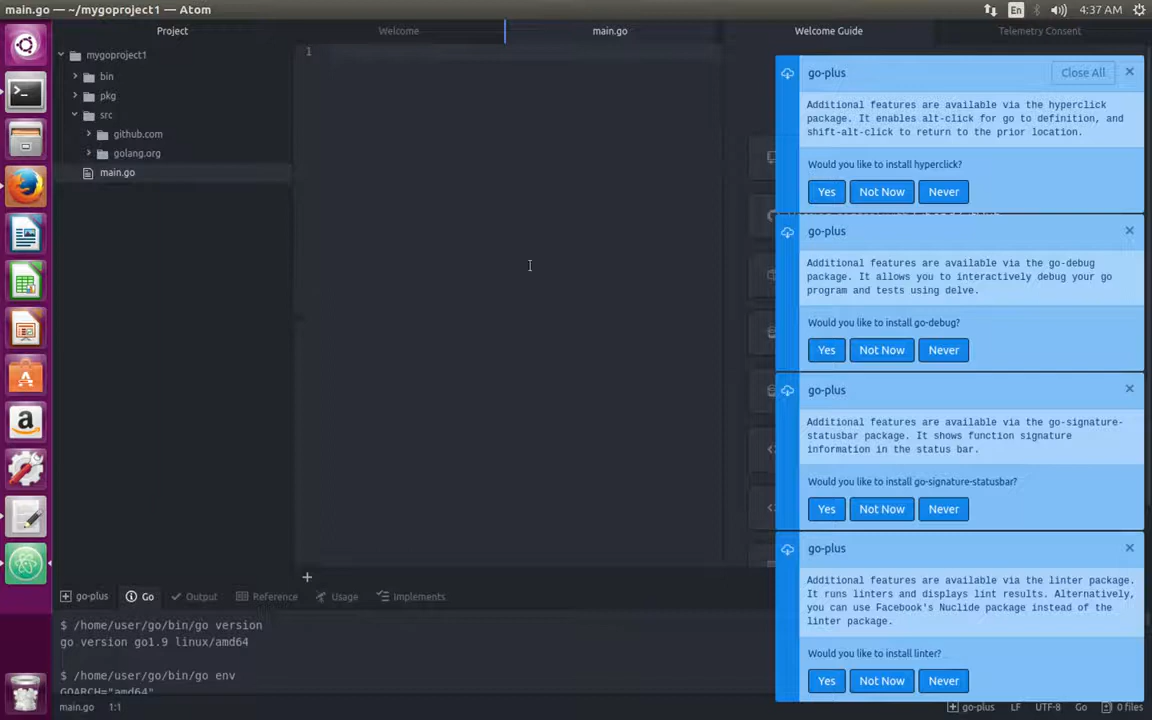 main.go — ~/mygoproject1 — Atom
En
4:37 AM
Project
Welcome
main.go
Welcome Guide
Telemetry Consent
mygoproject1
bin
pkg
src
github.com
golang.org
main.go
1
go-plus
Close All
Additional features are available via the hyperclick
package. It enables alt-click for go to definition, and
shift-alt-click to return to the prior location.
Would you like to install hyperclick?
Yes
Not Now
Never
go-plus
Additional features are available via the go-debug
package. It allows you to interactively debug your go
program and tests using delve.
Would you like to install go-debug?
Yes
Not Now
Never
go-plus
Additional features are available via the go-signature-
statusbar package. It shows function signature
information in the status bar.
Would you like to install go-signature-statusbar?
Yes
Not Now
Never
go-plus
Additional features are available via the linter package.
It runs linters and displays lint results. Alternatively,
you can use Facebook's Nuclide package instead of the
linter package.
Would you like to install linter?
Yes
Not Now
Never
go-plus
Go
Output
Reference
Usage
Implements
$ /home/user/go/bin/go version
go version go1.9 linux/amd64
$ /home/user/go/bin/go env
GOARCH="amd64"
main.go
1:1
go-plus
LF
UTF-8
Go
0 files